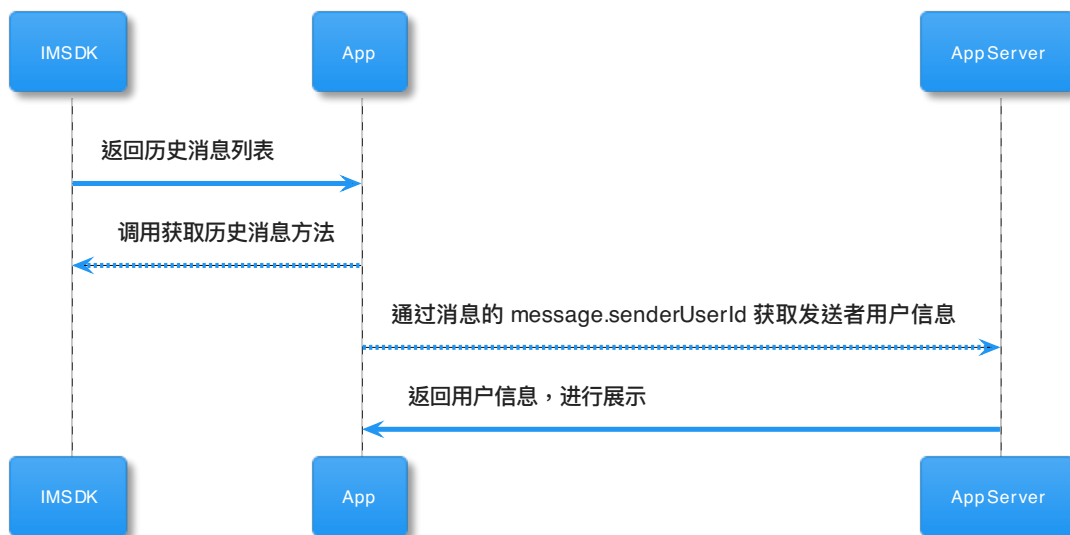 IMSDK
App
AppServer
返回历史消息列表
调用获取历史消息方法
通过消息的 message.senderUserId 获取发送者用户信息
返回用户信息，进行展示
IMSDK
App
AppServer